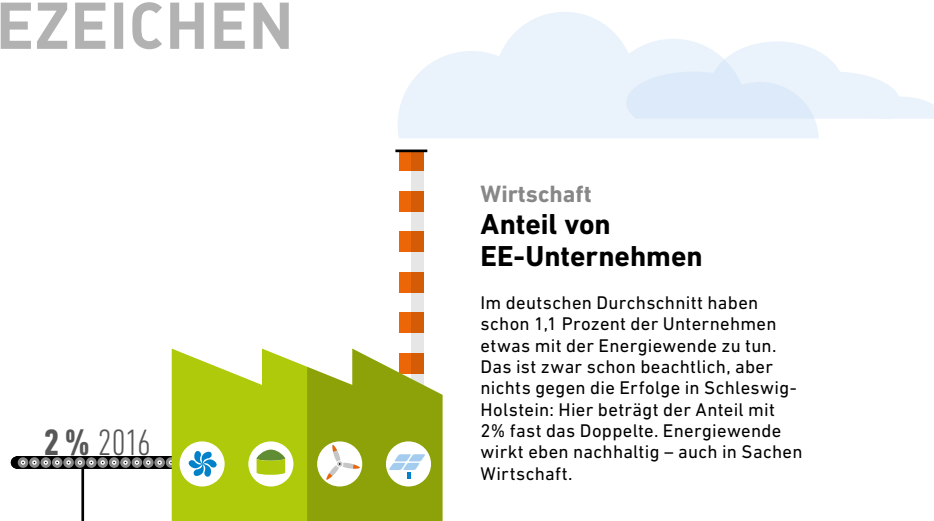 EZEICHEN
Wirtschaft
Anteil von
EE-Unternehmen
Im deutschen Durchschnitt haben
schon 1,1 Prozent der Unternehmen
etwas mit der Energiewende zu tun.
Das ist zwar schon beachtlich, aber
nichts gegen die Erfolge in Schleswig-
Holstein: Hier beträgt der Anteil mit
2% fast das Doppelte. Energiewende
wirkt eben nachhaltig – auch in Sachen
Wirtschaft.
2 % 2016